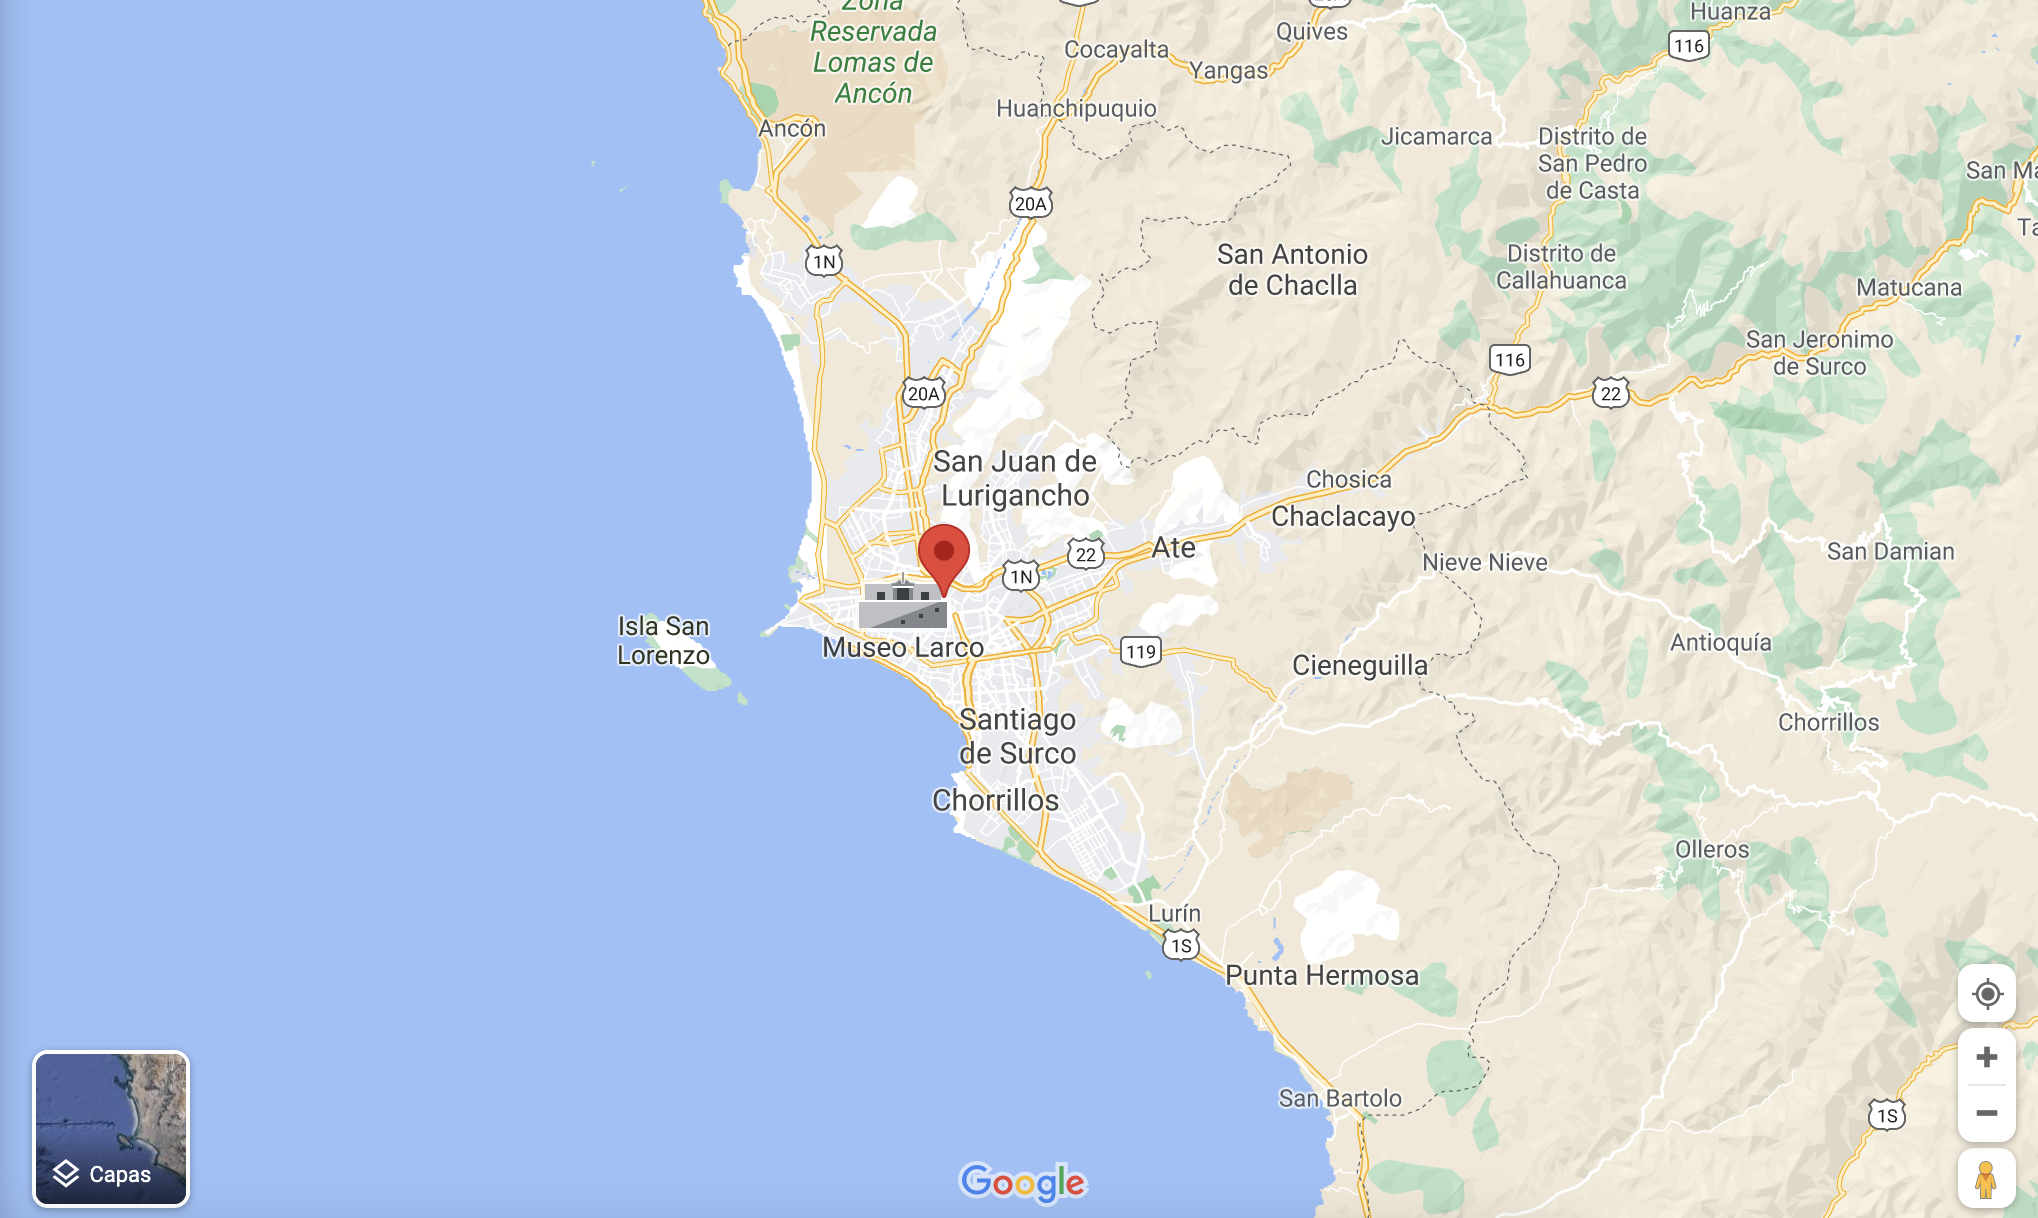 Zona
Reservada
Lomas de
Ancón
Huanza
116
Quives
Cocayalta
Yangas
Huanchipuquio
Ancón
Jicamarca
Distrito de
San Pedro
de Casta
20A
1N
San Antonio
de Chaclla
Distrito de
Callahuanca
Matucana
San Jeronimo
de Surco
116
22
20A
San Juan de
Lurigancho
Chosica
Chaclacayo
Ate
22
1N
Nieve Nieve
San Damian
Isla San
Lorenzo
Museo Larco
119
Cieneguilla
Antioquía
Santiago
de Surco
Chorrillos
Chorrillos
Olleros
Lurín
1S
Punta Hermosa
San Bartolo
1S
Capas
Google